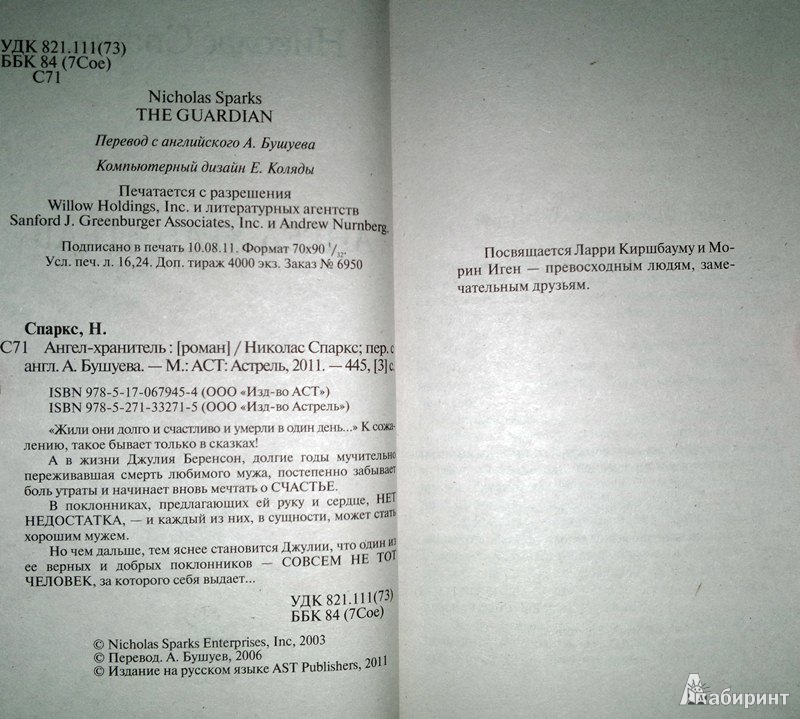 УДК 821.111(73)
ББК 84 (7Сое)
С71
Nicholas Sparks
THE GUARDIAN
Перевод с английского А. Бушуева
Компьютерный дизайн Е. Коляды
Печатается с разрешения
Willow Holdings, Inc. и литературных агентств
Sanford J. Greenburger Associates, Inc. и Andrew Nurnberg.
Подписано в печать 10.08.11. Формат 70x90 1/32.
Усл. печ. л. 16,24. Доп. тираж 4000 экз. Заказ № 6950
Спаркс, Н.
С71 Ангел-хранитель : [роман] / Николас Спаркс; пер. с
англ. А. Бушуева. — М.: АСТ: Астрель, 2011. — 445, [3] с.
ISBN 978-5-17-067945-4 (ООО «Изд-во АСТ»)
ISBN 978-5-271-33271-5 (ООО «Изд-во Астрель»)
«Жили они долго и счастливо и умерли в один день...» К сожа-
лению, такое бывает только в сказках!
А в жизни Джулия Беренсон, долгие годы мучительно
переживавшая смерть любимого мужа, постепенно забывает
боль утраты и начинает вновь мечтать о СЧАСТЬЕ.
В поклонниках, предлагающих ей руку и сердце, НЕТ
НЕДОСТАТКА, — и каждый из них, в сущности, может стать
хорошим мужем.
Но чем дальше, тем яснее становится Джулии, что один из
ее верных и добрых поклонников — СОВСЕМ НЕ ТОТ
ЧЕЛОВЕК, за которого себя выдает...
УДК 821.111(73)
ББК 84 (7Сое)
© Nicholas Sparks Enterprises, Inc, 2003
© Перевод. А. Бушуев, 2006
© Издание на русском языке AST Publishers, 2011
Посвящается Ларри Киршбауму и Мо-
рин Иген — превосходным людям, заме-
чательным друзьям.
Лабиринт